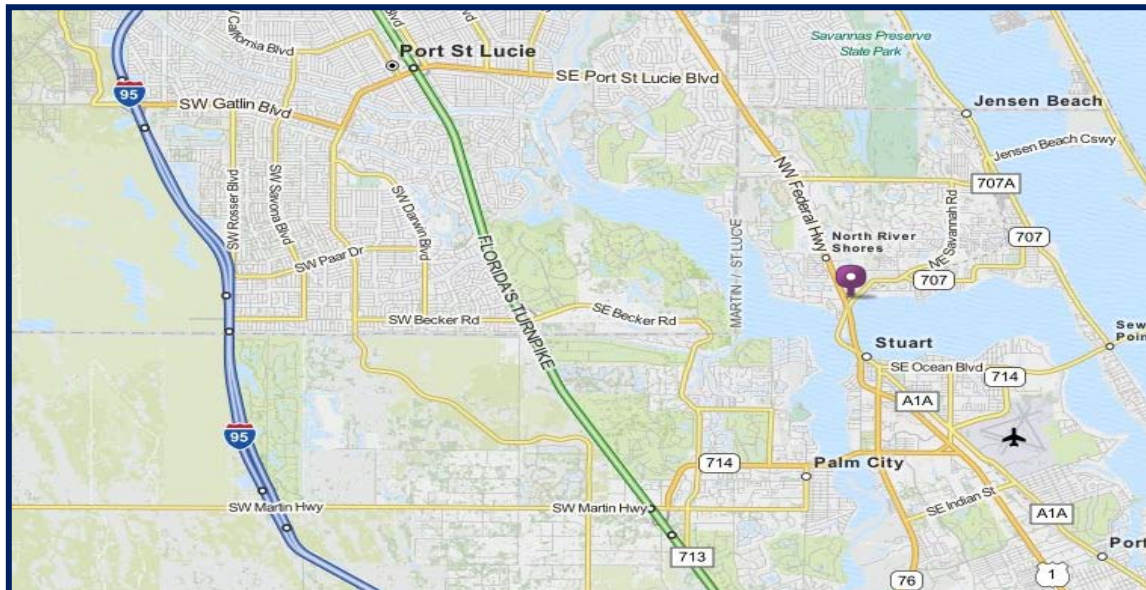 SW California Blvd
Port St Lucie
Savannas Preserve
State Park
SE Port St Lucie Blvd
95
SW Gatlin Blvd
Jensen Beach
Jensen Beach Cswy
707A
SW Rosser Blvd
SW Savona Blvd
SW Darwin Blvd
NW Federal Hwy
NE Savannah Rd
North River
Shores
707
SW Paar Dr
FLORIDA'S TURNPIKE
MARTIN / ST LUCIE
707
SW Becker Rd
SE Becker Rd
Stuart
Sew
Poin
SE Ocean Blvd
714
A1A
95
714
Palm City
SE Indian St
SW Martin Hwy
SW Martin Hwy
A1A
713
Port
76
1